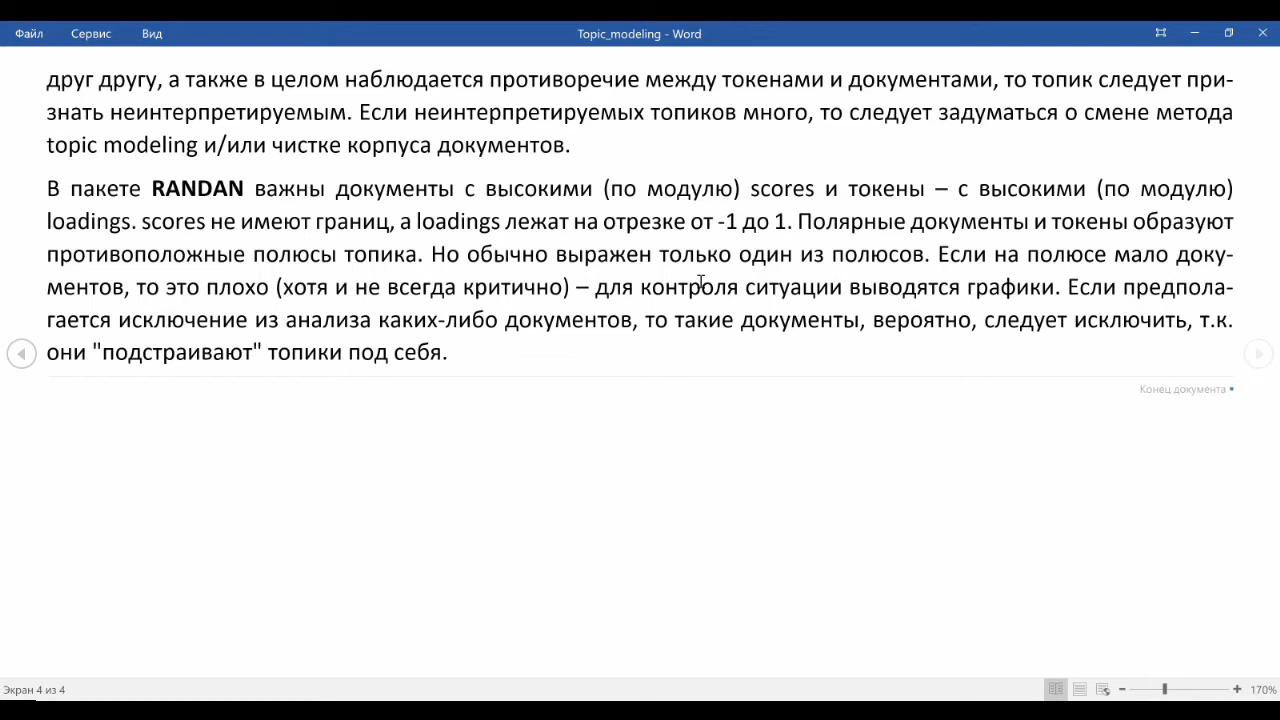 Файл Сервис Вид Topic_modeling - Word
друг другу, а также в целом наблюдается противоречие между токенами и документами, то топик следует при-
знать неинтерпретируемым. Если неинтерпретируемых топиков много, то следует задуматься о смене метода
topic modeling и/или чистке корпуса документов.
В пакете RANDAN важны документы с высокими (по модулю) scores и токены – с высокими (по модулю)
loadings. scores не имеют границ, а loadings лежат на отрезке от -1 до 1. Полярные документы и токены образуют
противоположные полюсы топика. Но обычно выражен только один из полюсов. Если на полюсе мало доку-
ментов, то это плохо (хотя и не всегда критично) – для контроля ситуации выводятся графики. Если предпола-
гается исключение из анализа каких-либо документов, то такие документы, вероятно, следует исключить, т.к.
они "подстраивают" топики под себя.
Конец документа
Экран 4 из 4 170%